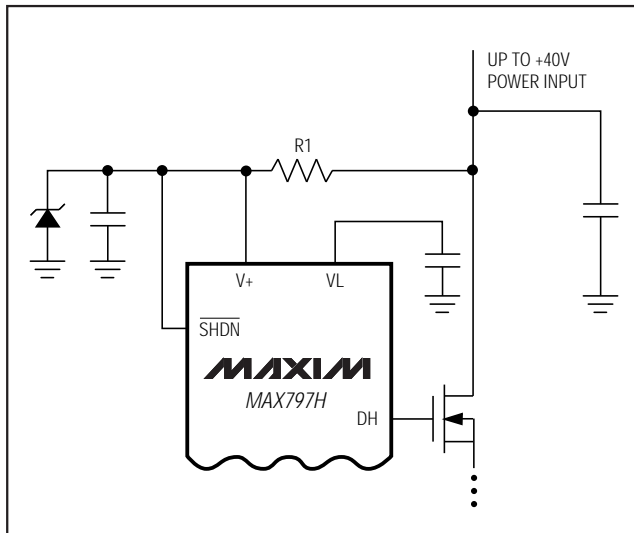 UP TO +40V
POWER INPUT
R1
V+
VL
SHDN
MAXIM
MAX797H
DH